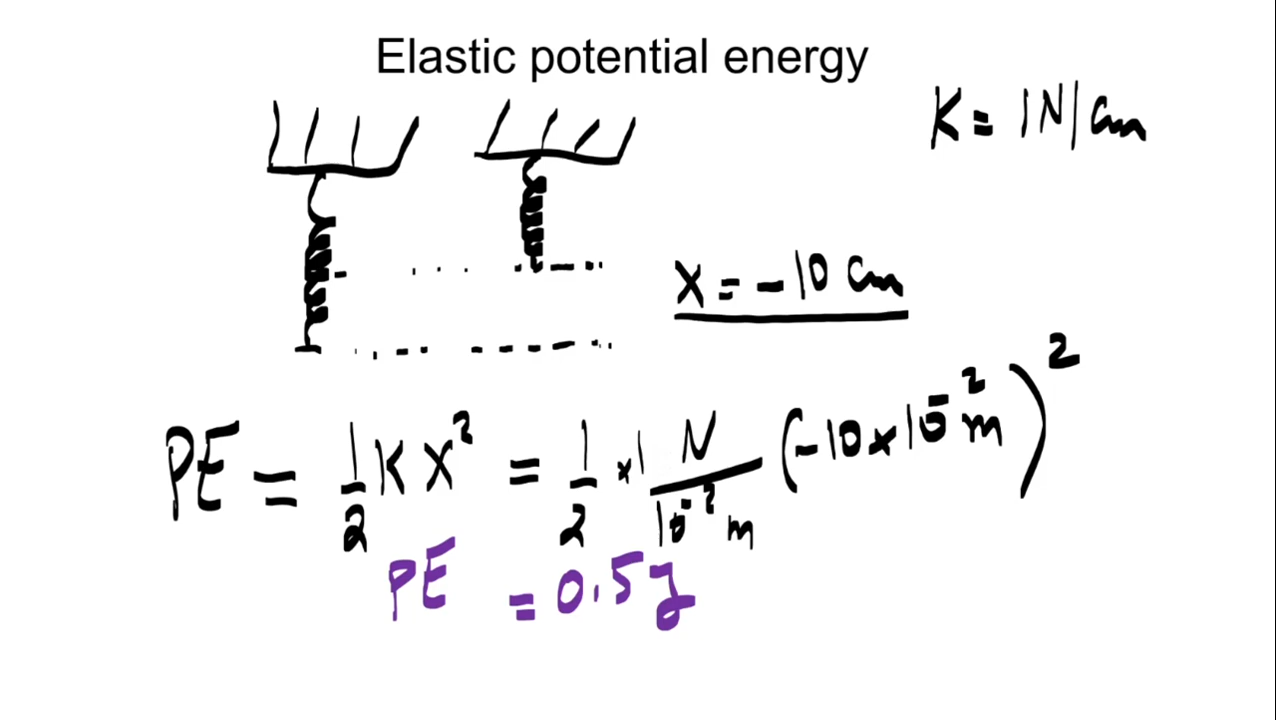 Elastic potential energy
K = 1N/cm
X = -10 cm
PE = 1/2 K X² = 1/2 × 1 N/10⁻² m (-10 × 10⁻² m)²
PE = 0.5 J